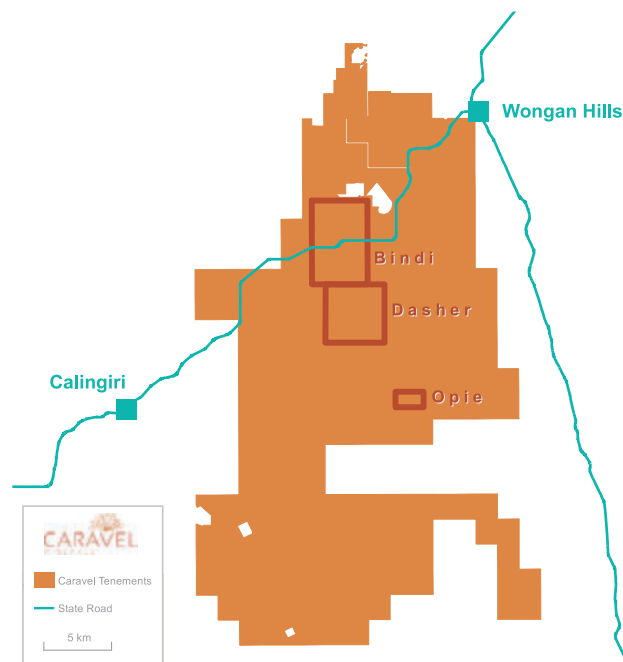 Wongan Hills
Bindi
Dasher
Calingiri
Opie
CARAVEL
MINERALS
Caravel Tenements
State Road
5 km